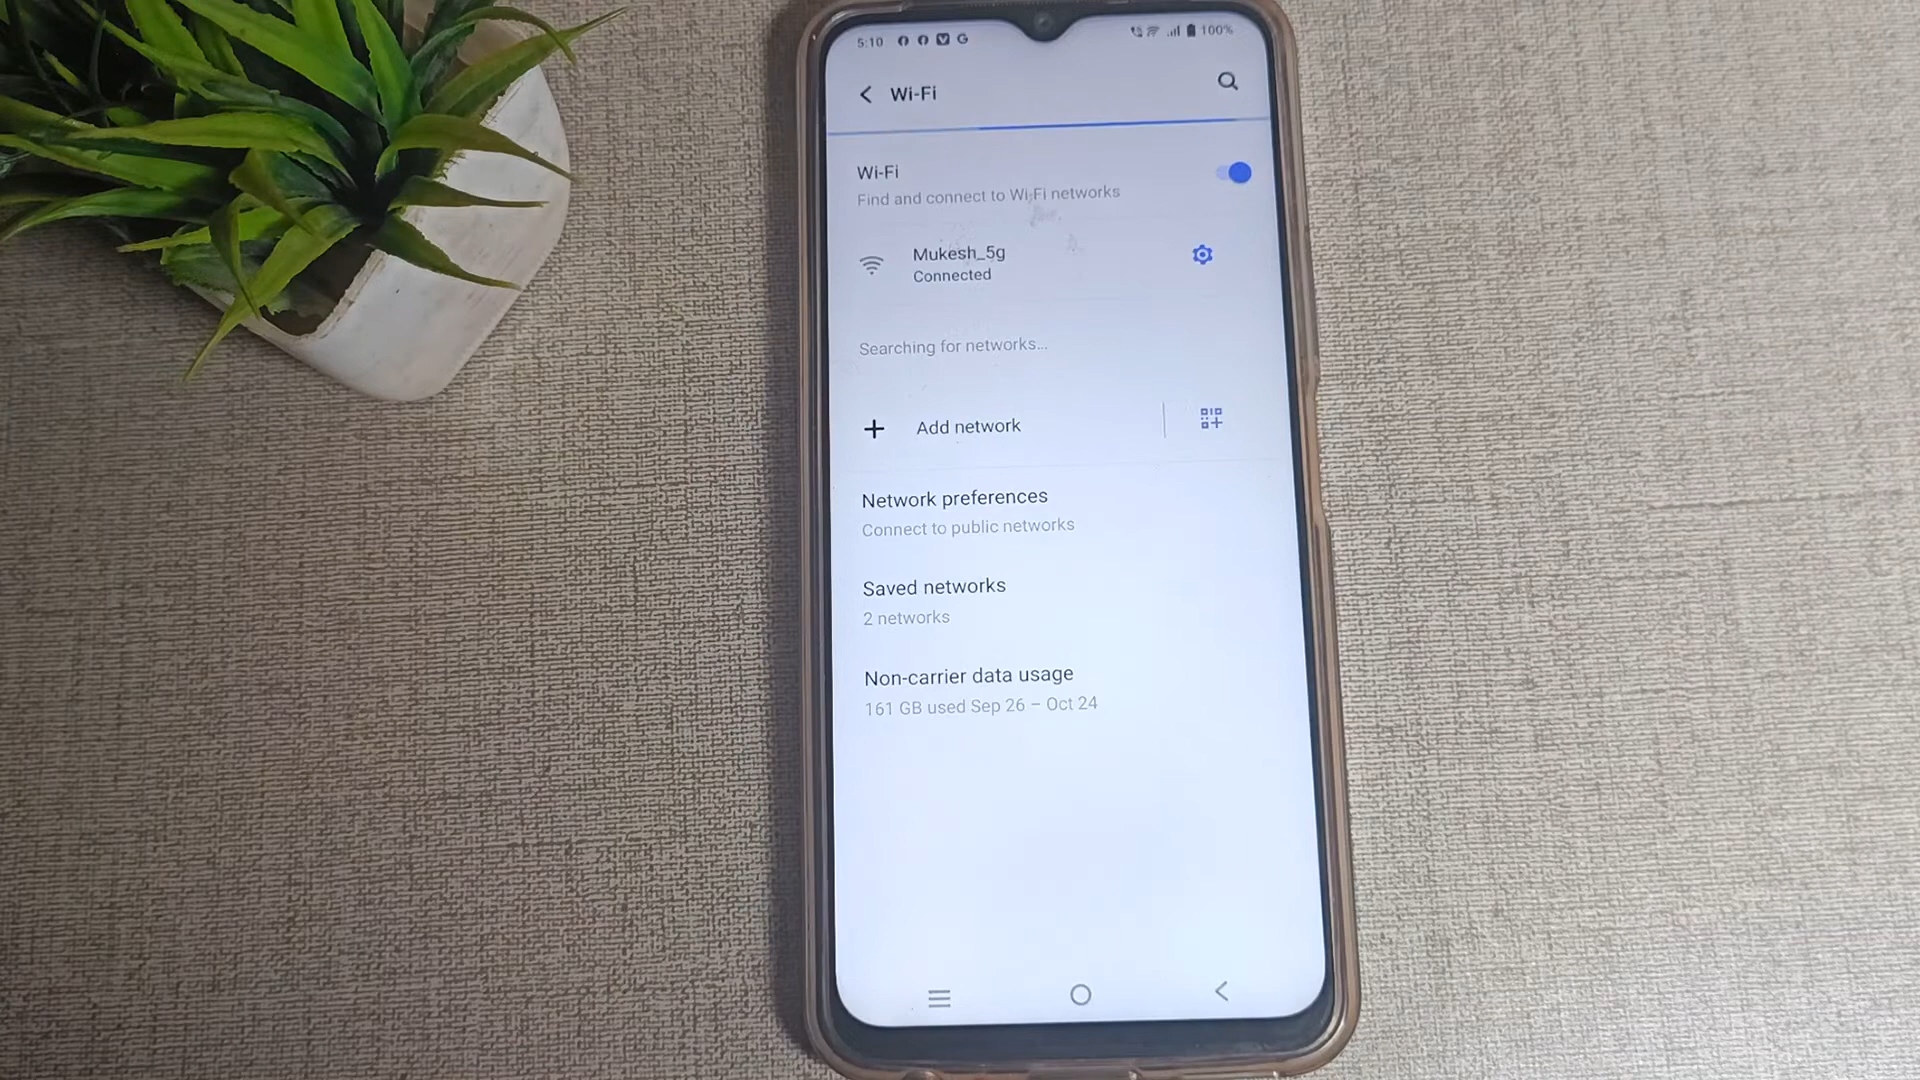 5:10
100%
Wi-Fi
Wi-Fi
Find and connect to Wi-Fi networks
Mukesh_5g
Connected
Searching for networks...
Add network
Network preferences
Connect to public networks
Saved networks
2 networks
Non-carrier data usage
161 GB used Sep 26 – Oct 24